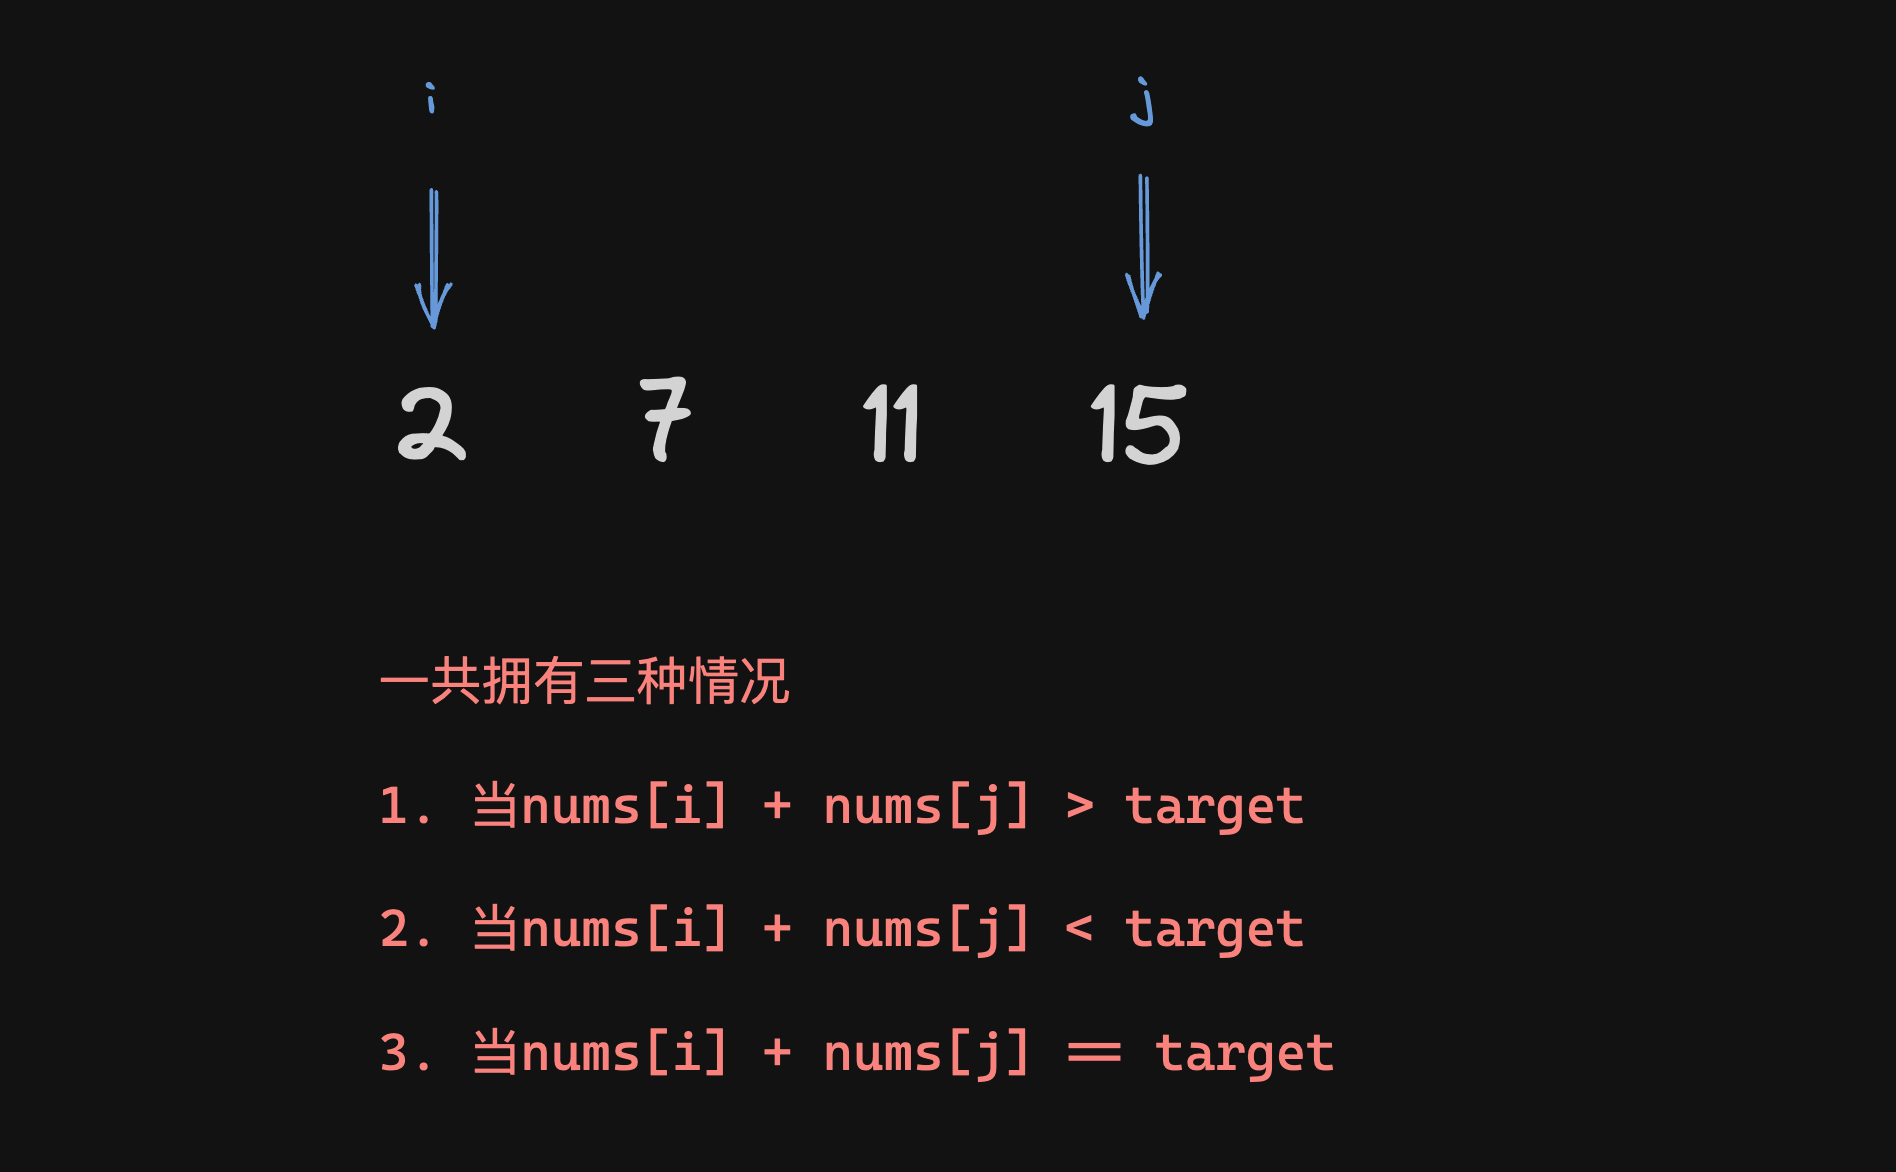 i j
2 7 11 15
一共拥有三种情况
1. 当nums[i] + nums[j] > target
2. 当nums[i] + nums[j] < target
3. 当nums[i] + nums[j] == target